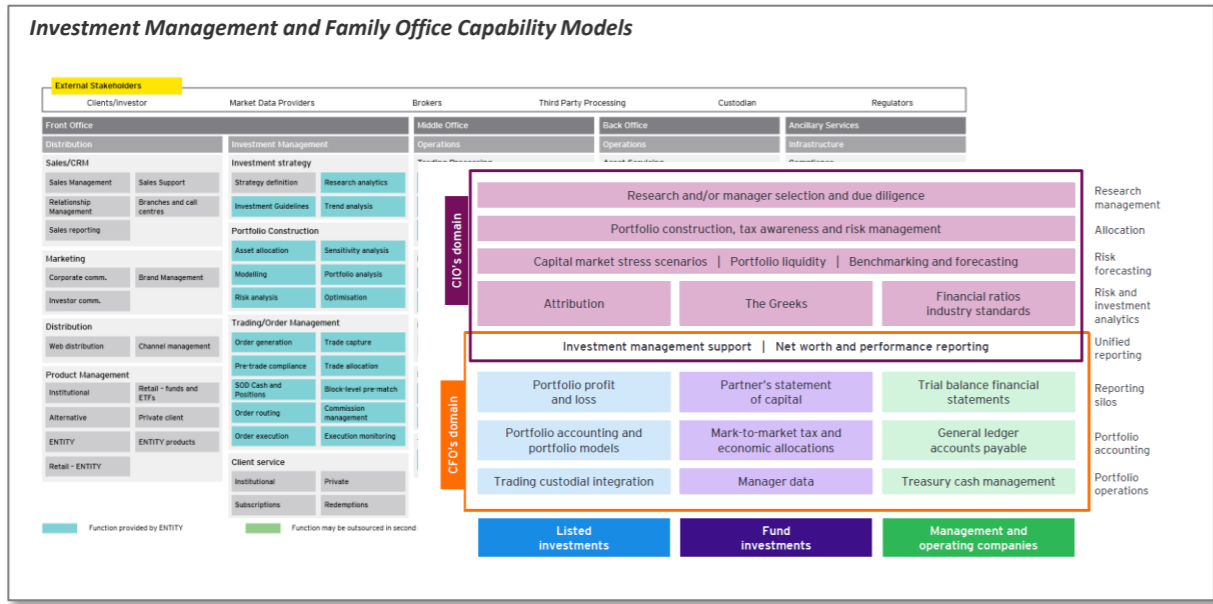 Investment Management and Family Office Capability Models
External Stakeholders
Clients/investor
Market Data Providers
Brokers
Third Party Processing
Custodian
Regulators
Front Office
Middle Office
Back Office
Ancillary Services
Distribution
Investment Management
Operations
Operations
Infrastructure
Sales/CRM
Sales Management
Sales Support
Relationship
Management
Branches and call
centres
Sales reporting
Marketing
Corporate comm.
Brand Management
Investor comm.
Distribution
Web distribution
Channel management
Product Management
Institutional
Retail - funds and
ETFs
Alternative
Private client
ENTITY
ENTITY products
Retail - ENTITY
Investment strategy
Strategy definition
Research analytics
Investment Guidelines
Trend analysis
Portfolio Construction
Asset allocation
Sensitivity analysis
Modelling
Portfolio analysis
Risk analysis
Optimisation
Trading/Order Management
Order generation
Trade capture
Pre-trade compliance
Trade allocation
SOD Cash and
Positions
Block-level pre-match
Order routing
Commission
management
Order execution
Execution monitoring
Client service
Institutional
Private
Subscriptions
Redemptions
Function provided by ENTITY
Function may be outsourced in second
CIO's domain
Research and/or manager selection and due diligence
Research
management
Portfolio construction, tax awareness and risk management
Allocation
Capital market stress scenarios | Portfolio liquidity | Benchmarking and forecasting
Risk
forecasting
Attribution
The Greeks
Financial ratios
industry standards
Risk and
investment
analytics
Investment management support | Net worth and performance reporting
Unified
reporting
CFO's domain
Portfolio profit
and loss
Partner's statement
of capital
Trial balance financial
statements
Reporting
silos
Portfolio accounting and
portfolio models
Mark-to-market tax and
economic allocations
General ledger
accounts payable
Portfolio
accounting
Trading custodial integration
Manager data
Treasury cash management
Portfolio
operations
Listed
investments
Fund
investments
Management and
operating companies